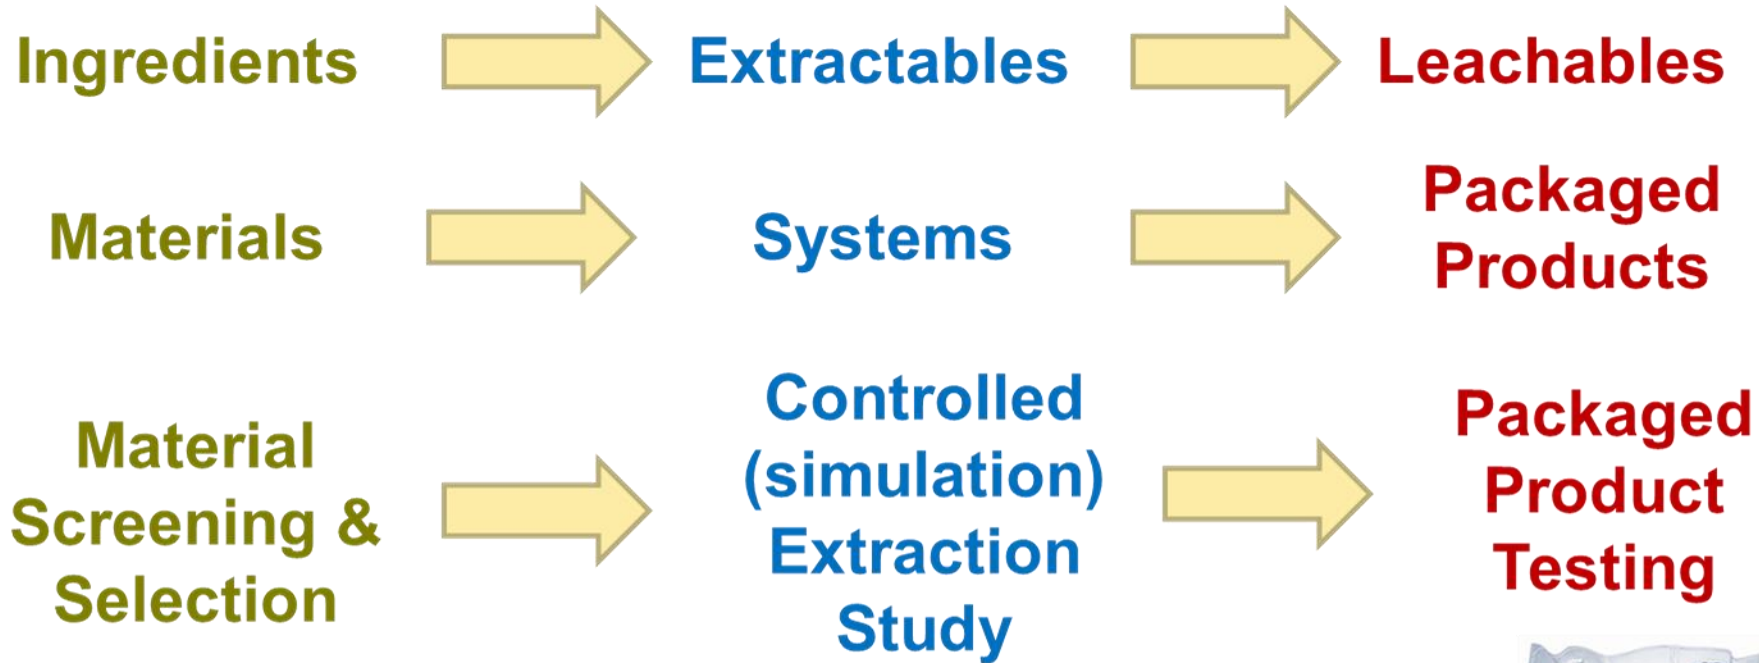 Ingredients
Extractables
Leachables
Materials
Systems
Packaged
Products
Material
Screening &
Selection
Controlled
(simulation)
Extraction
Study
Packaged
Product
Testing